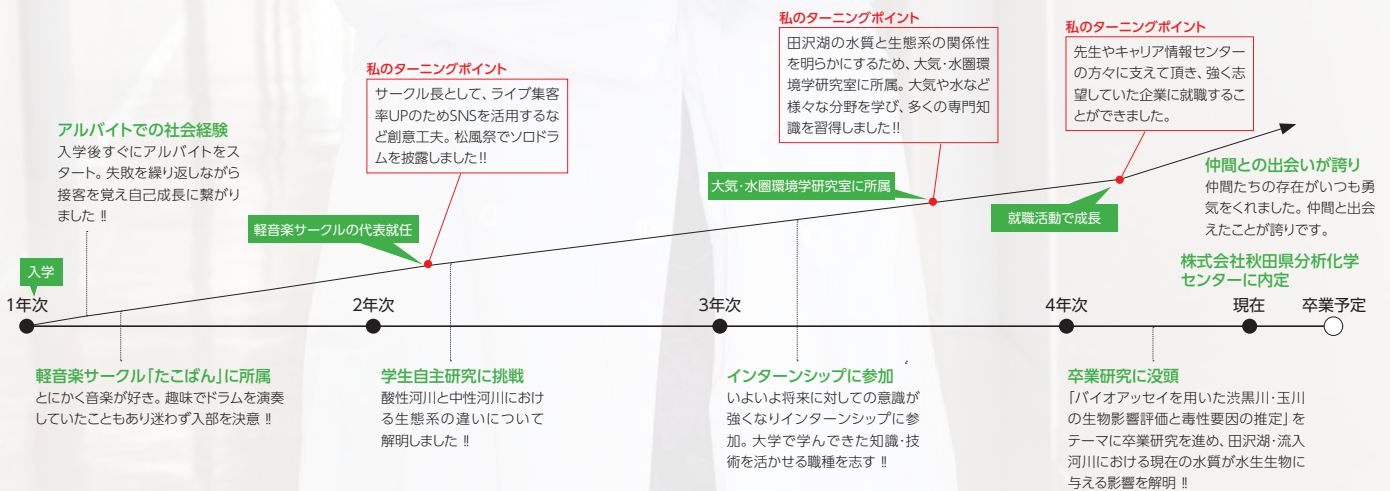 私のターニングポイント
サークル長として、ライブ集客
率UPのためSNSを活用するな
ど創意工夫。松風祭でソロドラ
ムを披露しました!!
私のターニングポイント
田沢湖の水質と生態系の関係性
を明らかにするため、大気・水圏環
境学研究室に所属。大気や水など
様々な分野を学び、多くの専門知
識を習得しました!!
私のターニングポイント
先生やキャリア情報センター
の方々に支えて頂き、強く志
望していた企業に就職するこ
とができました。
アルバイトでの社会経験
入学後すぐにアルバイトをス
タート。失敗を繰り返しながら
接客を覚え自己成長に繋がり
ました!!
軽音楽サークルの代表就任
大気・水圏環境学研究室に所属
就職活動で成長
仲間との出会いが誇り
仲間たちの存在がいつも勇
気をくれました。仲間と出会
えたことが誇りです。
株式会社秋田県分析化学
センターに内定
入学
1年次
2年次
3年次
4年次
現在
卒業予定
軽音楽サークル「たこぱん」に所属
とにかく音楽が好き。趣味でドラムを演奏
していたこともあり迷わず入部を決意!!
学生自主研究に挑戦
酸性河川と中性河川におけ
る生態系の違いについて
解明しました!!
インターンシップに参加
いよいよ将来に対しての意識が
強くなりインターンシップに参
加。大学で学んできた知識・技
術を活かせる職種を志す!!
卒業研究に没頭
「バイオアッセイを用いた渋黒川・玉川
の生物影響評価と毒性要因の推定」を
テーマに卒業研究を進め、田沢湖・流入
河川における現在の水質が水生生物に
与える影響を解明!!